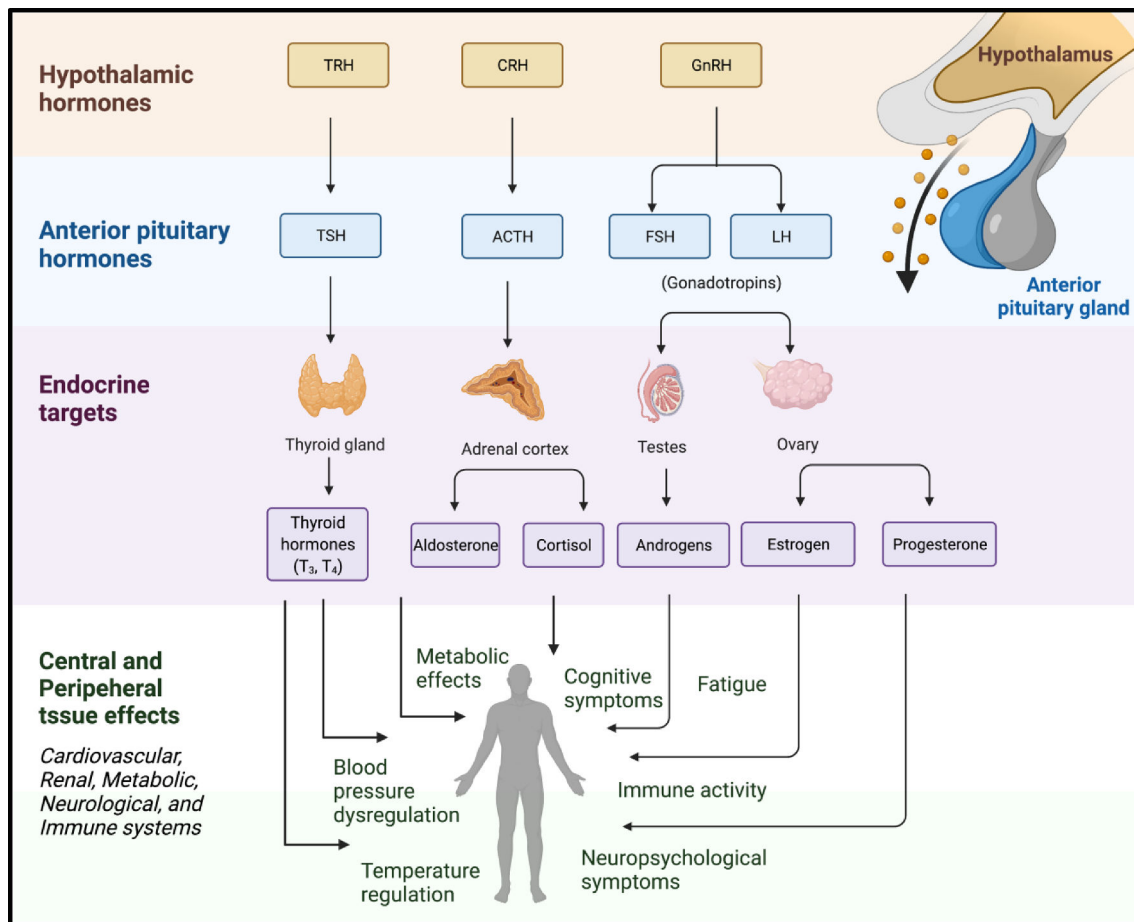 Hypothalamic
hormones
TRH
CRH
GnRH
Hypothalamus
Anterior pituitary
hormones
TSH
ACTH
FSH
LH
(Gonadotropins)
Anterior
pituitary gland
Endocrine
targets
Thyroid gland
Adrenal cortex
Testes
Ovary
Thyroid
hormones
(T₃, T₄)
Aldosterone
Cortisol
Androgens
Estrogen
Progesterone
Central and
Peripeheral
tssue effects
Cardiovascular,
Renal, Metabolic,
Neurological, and
Immune systems
Metabolic
effects
Cognitive
symptoms
Fatigue
Blood
pressure
dysregulation
Immune activity
Temperature
regulation
Neuropsychological
symptoms